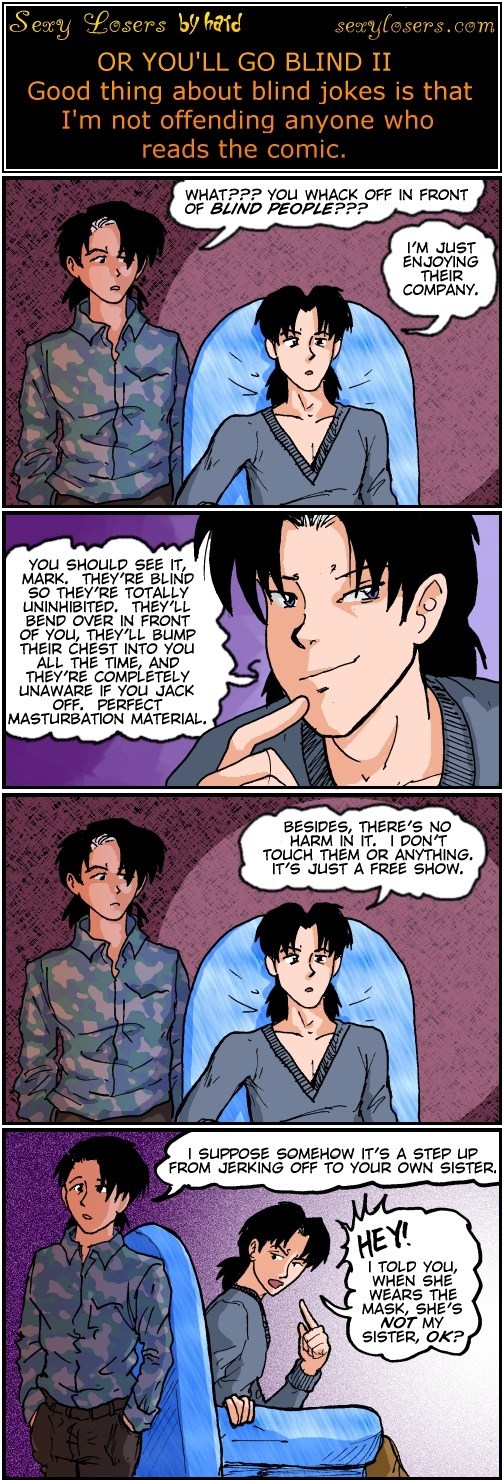 Sexy Losers by hard sexylosers.com
OR YOU'LL GO BLIND II
Good thing about blind jokes is that
I'm not offending anyone who
reads the comic.
WHAT??? YOU WHACK OFF IN FRONT
OF BLIND PEOPLE???
I'M JUST
ENJOYING
THEIR
COMPANY.
YOU SHOULD SEE IT,
MARK. THEY'RE BLIND
SO THEY'RE TOTALLY
UNINHIBITED. THEY'LL
BEND OVER IN FRONT
OF YOU, THEY'LL BUMP
THEIR CHEST INTO YOU
ALL THE TIME, AND
THEY'RE COMPLETELY
UNAWARE IF YOU JACK
OFF. PERFECT
MASTURBATION MATERIAL.
BESIDES, THERE'S NO
HARM IN IT. I DON'T
TOUCH THEM OR ANYTHING.
IT'S JUST A FREE SHOW.
I SUPPOSE SOMEHOW IT'S A STEP UP
FROM JERKING OFF TO YOUR OWN SISTER.
HEY!
I TOLD YOU,
WHEN SHE
WEARS THE
MASK, SHE'S
NOT MY
SISTER, OK?